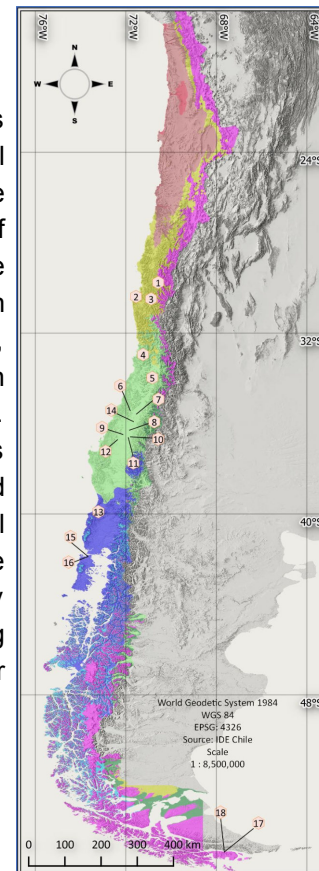 76°W 72°W 68°W 64°W
N
W E
S
24°S
1
2 3
32°S
4
5
6
7
14
8
9
10
12
11
40°S
13
15
16
World Geodetic System 1984
WGS 84
EPSG: 4326
Source: IDE Chile
Scale
1 : 8,500,000
48°S
18
17
0 100 200 300 400 km